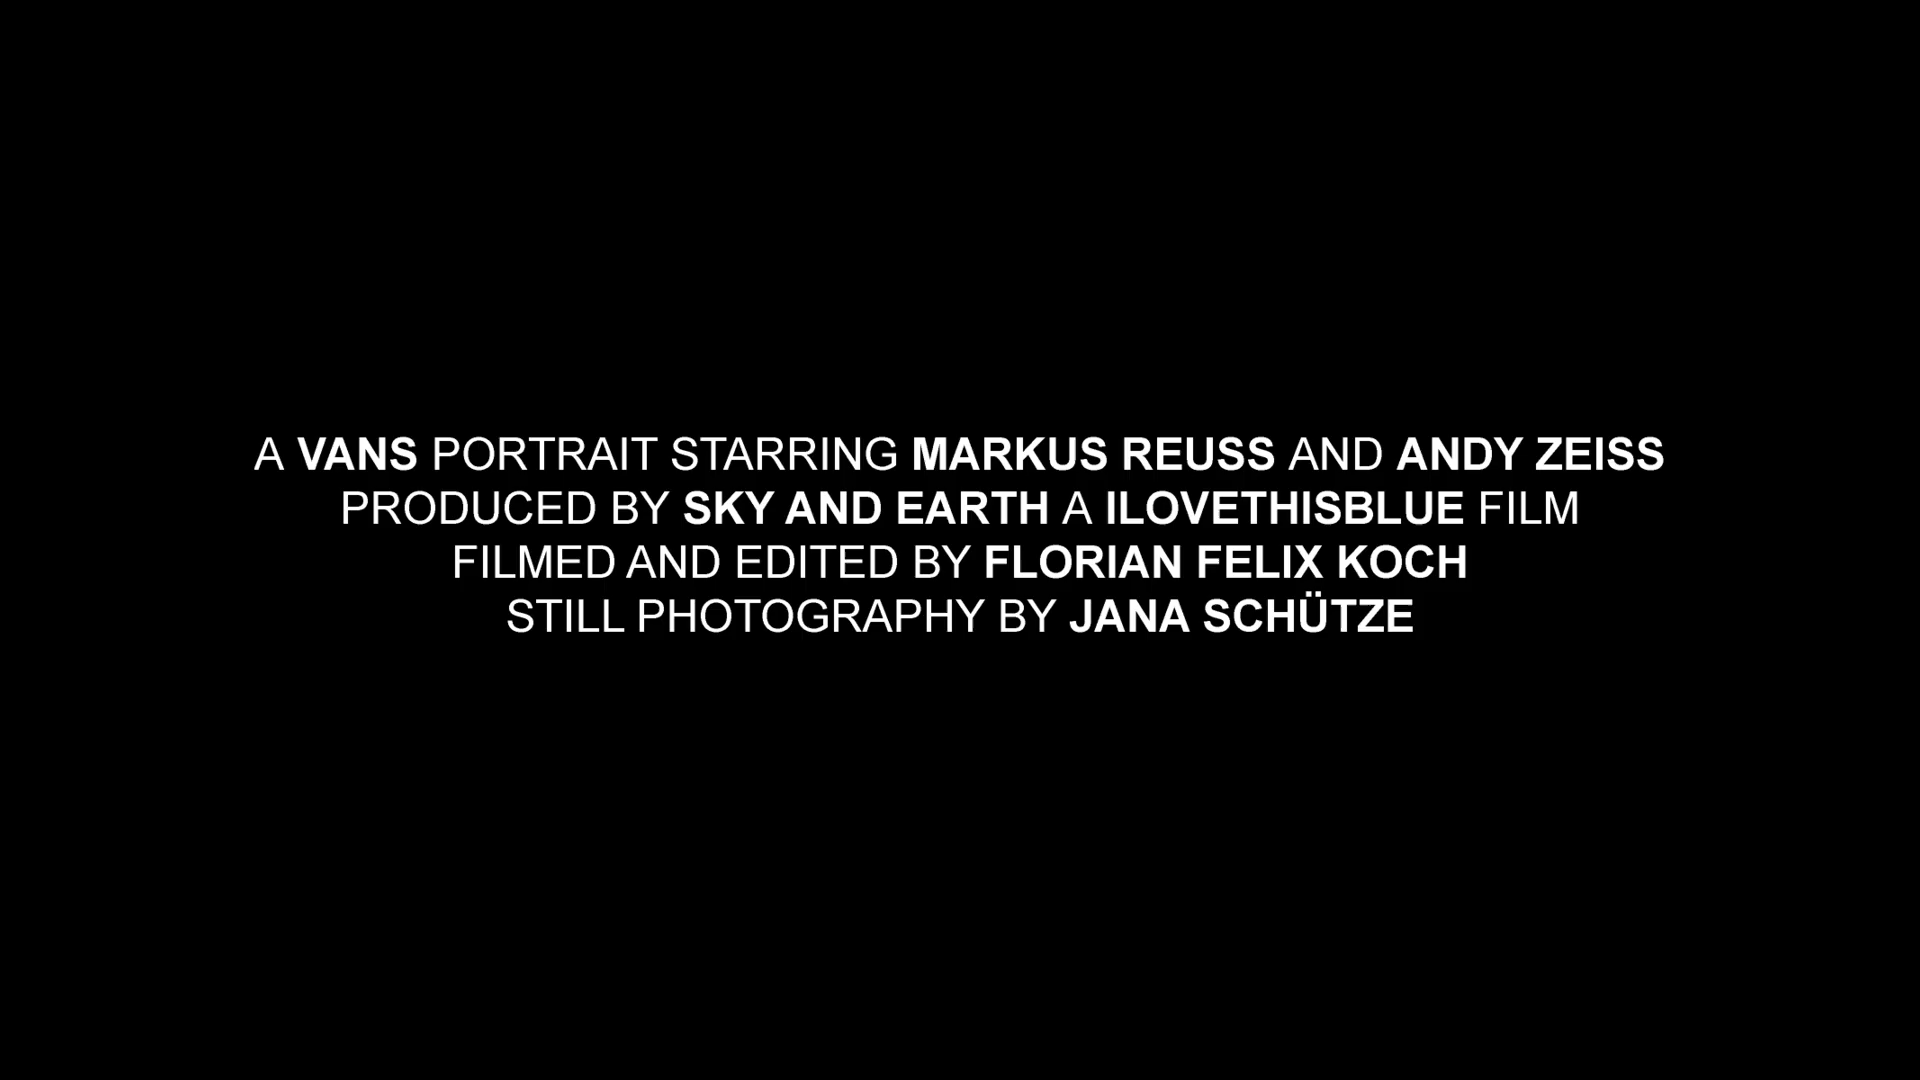 A VANS PORTRAIT STARRING MARKUS REUSS AND ANDY ZEISS
PRODUCED BY SKY AND EARTH A ILOVETHISBLUE FILM
FILMED AND EDITED BY FLORIAN FELIX KOCH
STILL PHOTOGRAPHY BY JANA SCHÜTZE